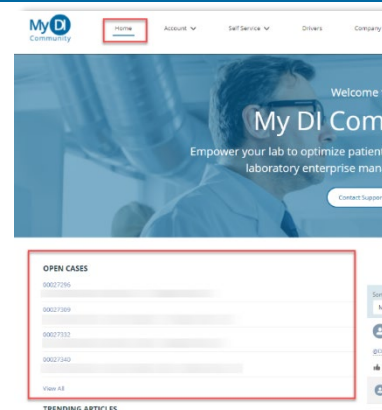 My DI
Community
Home
Account
Self Service
Drivers
Company
Welcome
My DI Com
Empower your lab to optimize patient
laboratory enterprise man
Contact Suppor
OPEN CASES
00027296
00027309
00027332
00027340
View All
TRENDING ARTICLES